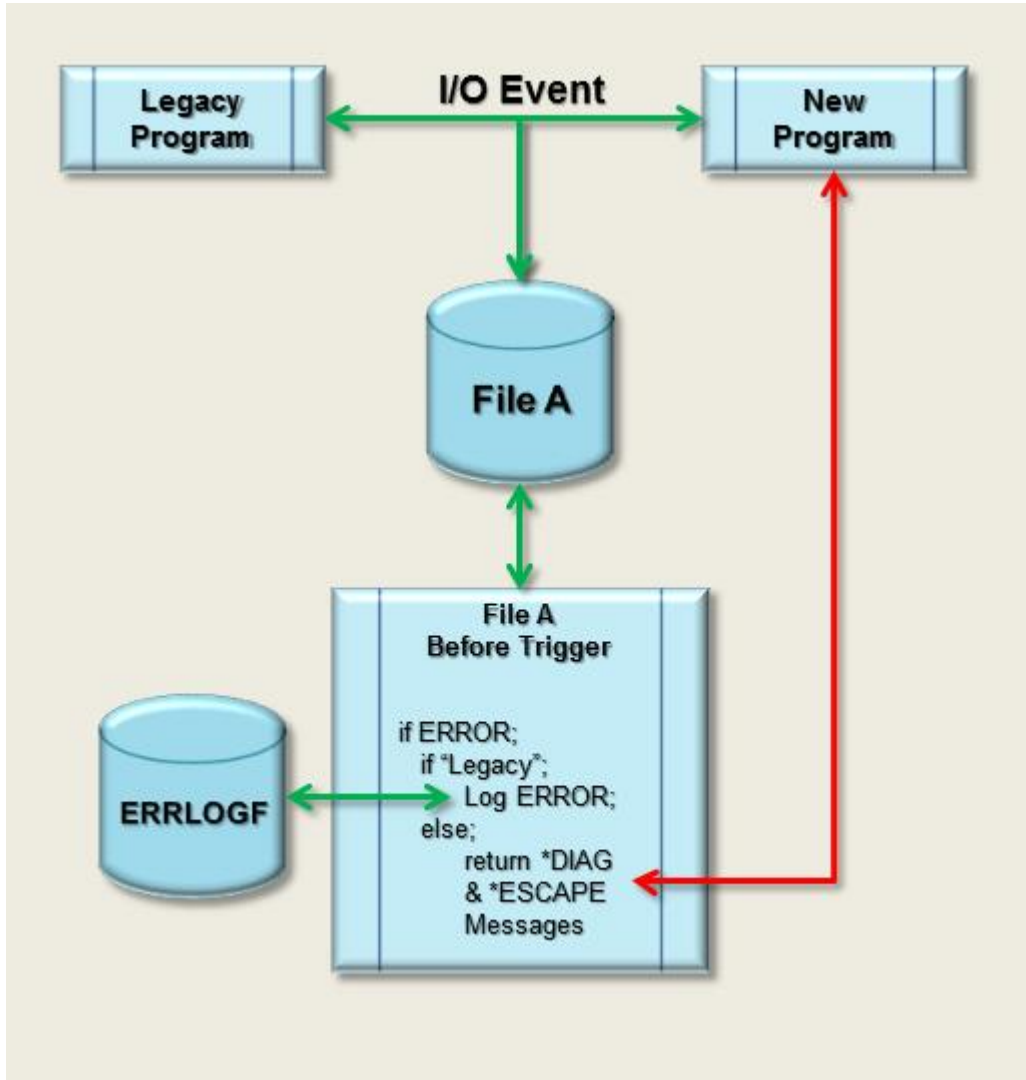 Legacy
Program
I/O Event
New
Program
File A
File A
Before Trigger
if ERROR;
if “Legacy”;
Log ERROR;
else;
return *DIAG
& *ESCAPE
Messages
ERRLOGF